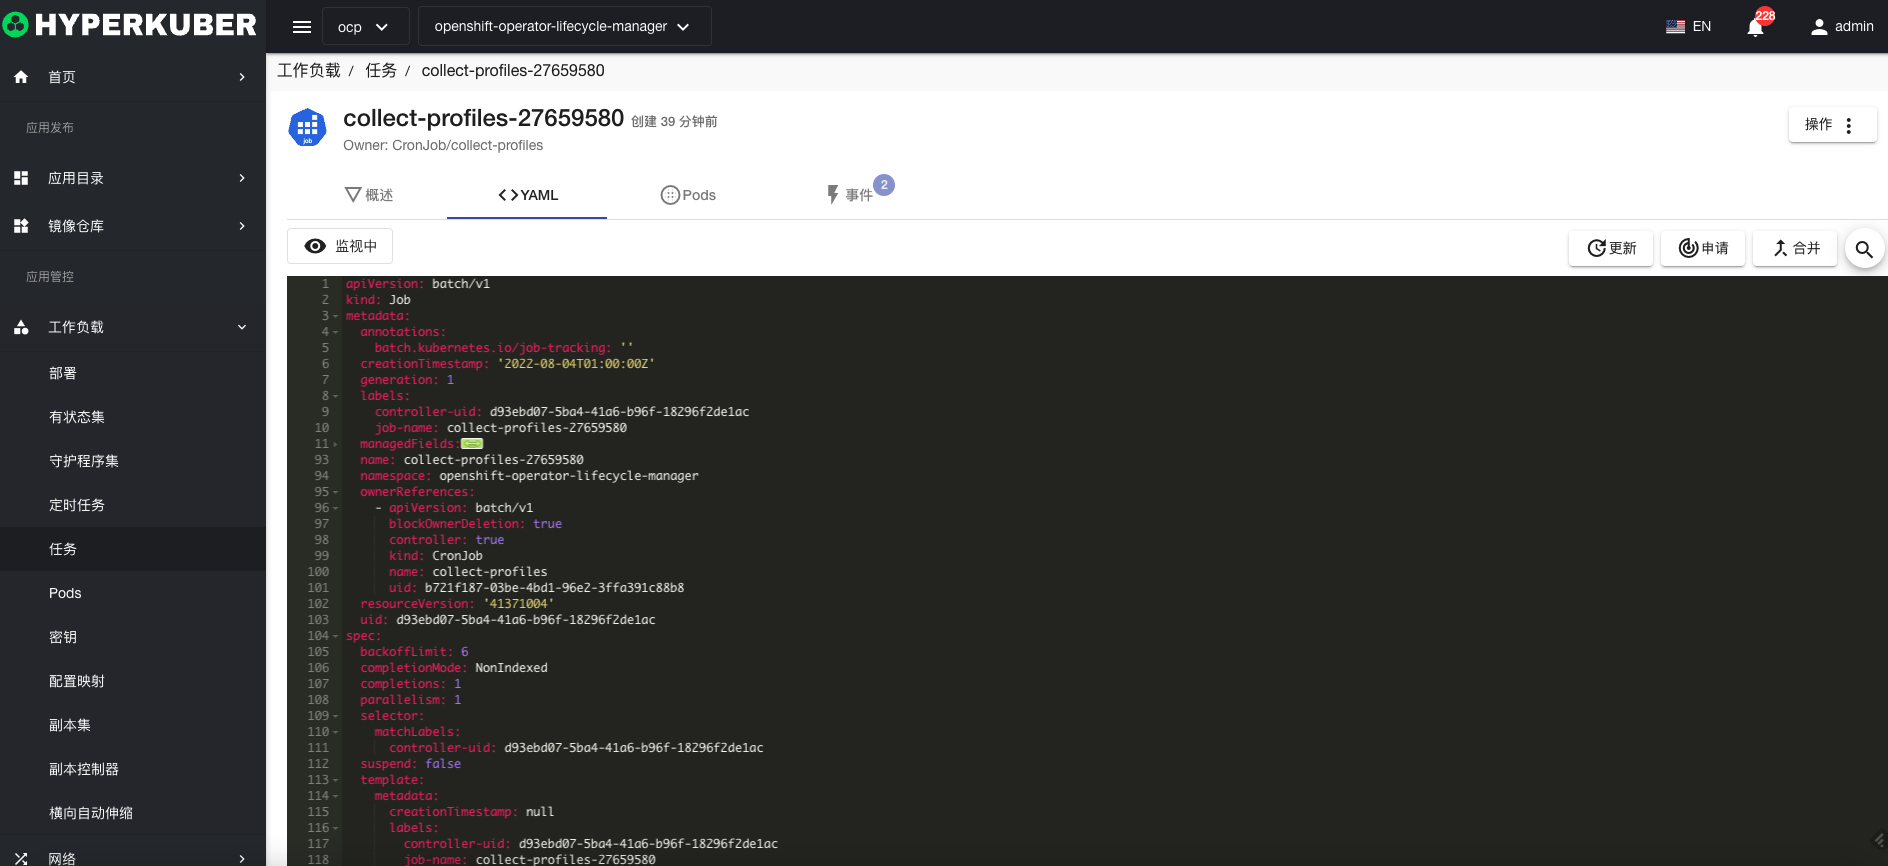 HYPERKUBER
ocp
openshift-operator-lifecycle-manager
EN
228
admin
首页
应用发布
应用目录
镜像仓库
应用管控
工作负载
部署
有状态集
守护程序集
定时任务
任务
Pods
密钥
配置映射
副本集
副本控制器
横向自动伸缩
网络
工作负载 / 任务 / collect-profiles-27659580
job
collect-profiles-27659580 创建 39 分钟前
Owner: CronJob/collect-profiles
操作
概述
YAML
Pods
事件
2
监视中
更新
申请
合并
1 apiVersion: batch/v1
2 kind: Job
3 metadata:
4 annotations:
5 batch.kubernetes.io/job-tracking: ''
6 creationTimestamp: '2022-08-04T01:00:00Z'
7 generation: 1
8 labels:
9 controller-uid: d93ebd07-5ba4-41a6-b96f-18296f2de1ac
10 job-name: collect-profiles-27659580
11 managedFields:
93 name: collect-profiles-27659580
94 namespace: openshift-operator-lifecycle-manager
95 ownerReferences:
96 - apiVersion: batch/v1
97 blockOwnerDeletion: true
98 controller: true
99 kind: CronJob
100 name: collect-profiles
101 uid: b721f187-03be-4bd1-96e2-3ffa391c88b8
102 resourceVersion: '41371004'
103 uid: d93ebd07-5ba4-41a6-b96f-18296f2de1ac
104 spec:
105 backoffLimit: 6
106 completionMode: NonIndexed
107 completions: 1
108 parallelism: 1
109 selector:
110 matchLabels:
111 controller-uid: d93ebd07-5ba4-41a6-b96f-18296f2de1ac
112 suspend: false
113 template:
114 metadata:
115 creationTimestamp: null
116 labels:
117 controller-uid: d93ebd07-5ba4-41a6-b96f-18296f2de1ac
118 job-name: collect-profiles-27659580